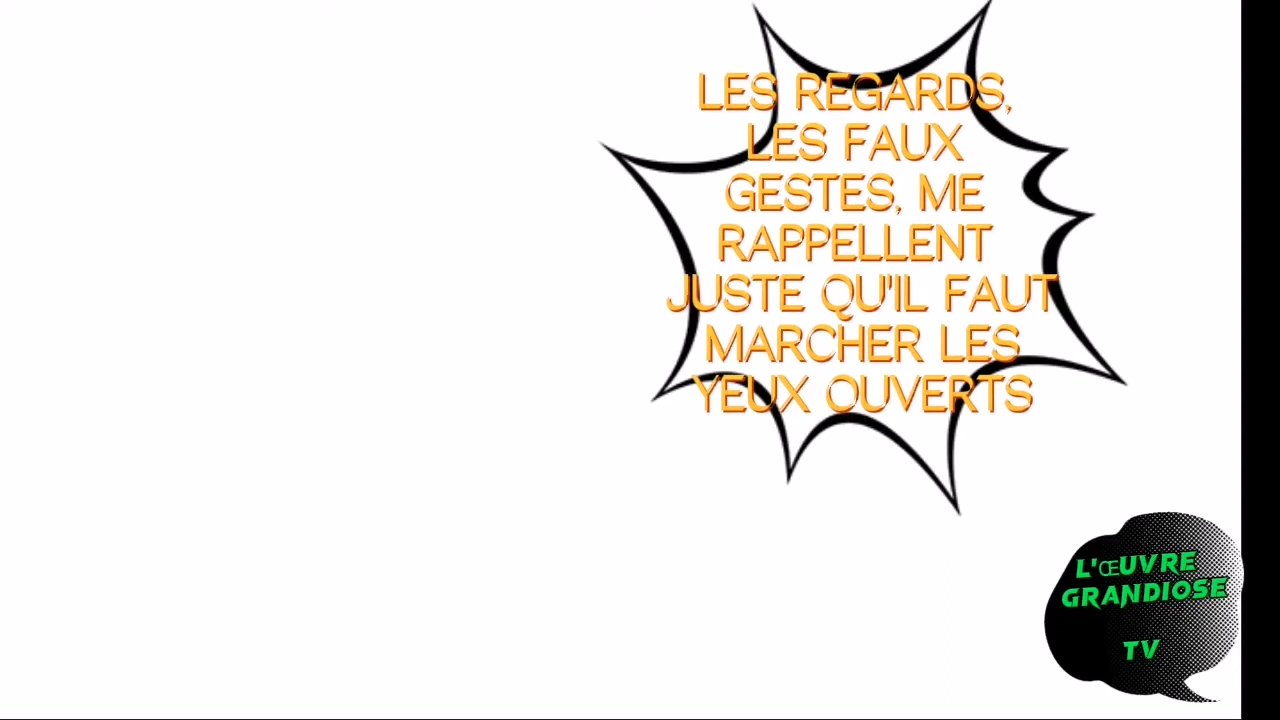 LES REGARDS,
LES FAUX
GESTES, ME
RAPPELLENT
JUSTE QU'IL FAUT
MARCHER LES
YEUX OUVERTS
L'ŒUVRE
GRANDIOSE
TV